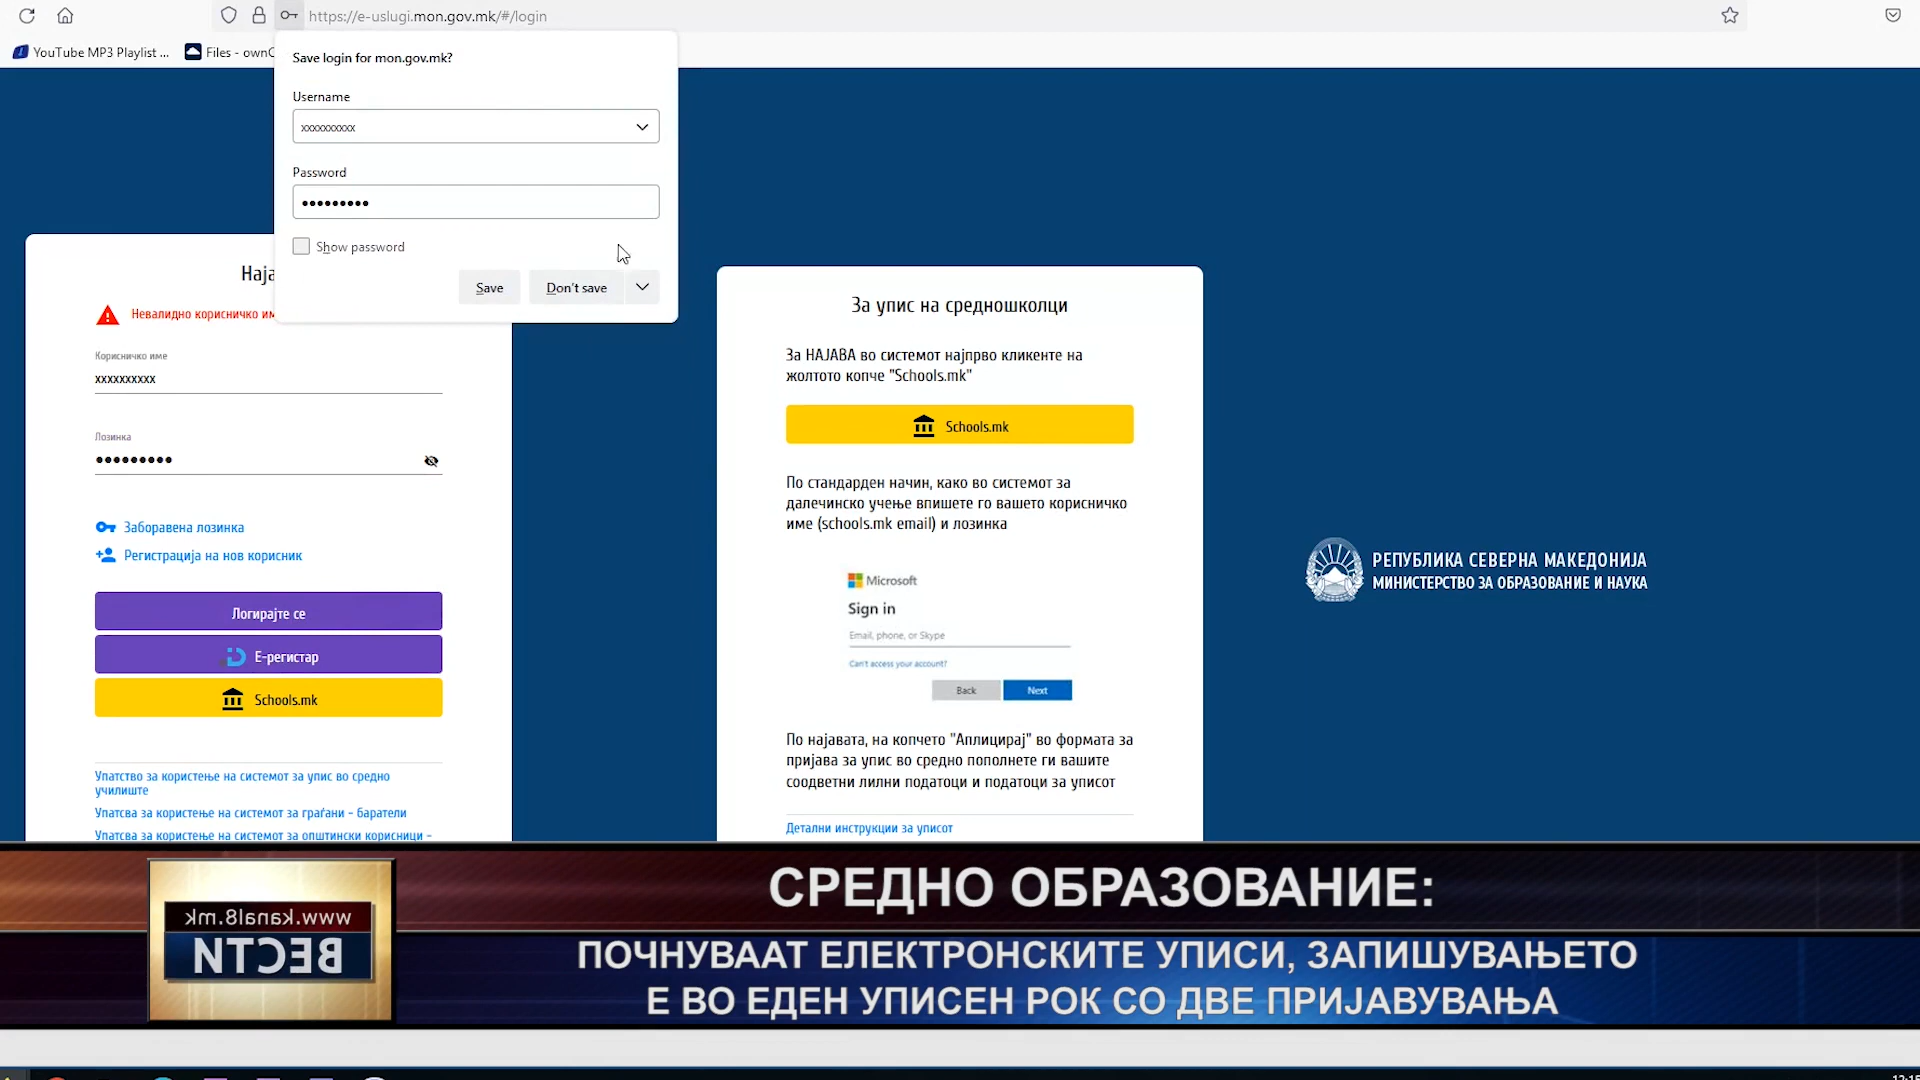 https://e-uslugi.mon.gov.mk/#/login
YouTube MP3 Playlist ...
Files - ownC
Save login for mon.gov.mk?
Username
xxxxxxxxxx
Password
•••••••••
Show password
Save
Don't save
Наја
Невалидно корисничко им
Корисничко име
xxxxxxxxxx
Лозинка
•••••••••
Заборавена лозинка
Регистрација на нов корисник
Логирајте се
Е-регистар
Schools.mk
Упатство за користење на системот за упис во средно
училиште
Упатсва за користење на системот за граѓани - баратели
Упатсва за користење на системот за општински корисници -
За упис на средношколци
За НАЈАВА во системот најпрво кликенте на
жолтото копче "Schools.mk"
Schools.mk
По стандарден начин, како во системот за
далечинско учење впишете го вашето корисничко
име (schools.mk email) и лозинка
Microsoft
Sign in
Email, phone, or Skype
Can't access your account?
Back
Next
По најавата, на копчето "Аплицирај" во формата за
пријава за упис во средно пополнете ги вашите
соодветни лилни податоци и податоци за уписот
Детални инструкции за уписот
РЕПУБЛИКА СЕВЕРНА МАКЕДОНИЈА
МИНИСТЕРСТВО ЗА ОБРАЗОВАНИЕ И НАУКА
www.kanal8.mk
ВЕСТИ
СРЕДНО ОБРАЗОВАНИЕ:
ПОЧНУВААТ ЕЛЕКТРОНСКИТЕ УПИСИ, ЗАПИШУВАЊЕТО
Е ВО ЕДЕН УПИСЕН РОК СО ДВЕ ПРИЈАВУВАЊА